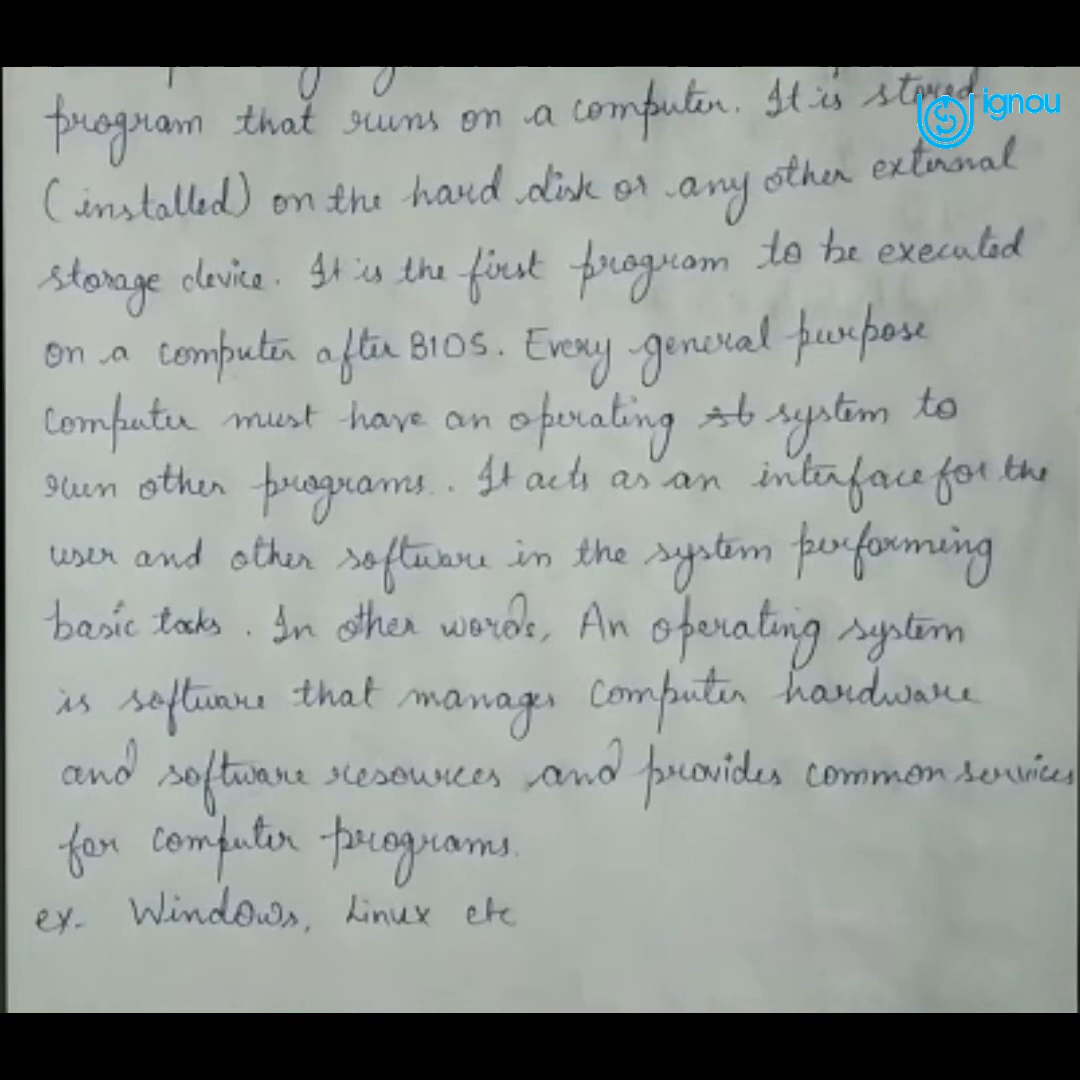 program that runs on a computer. It is stored
ignou
(installed) on the hard disk or any other external
storage device. It is the first program to be executed
on a computer after BIOS. Every general purpose
computer must have an operating system to
run other programs. It acts as an interface for the
user and other software in the system performing
basic tasks. In other words, An operating system
is software that manages computer hardware
and software resources and provides common services
for computer programs.
ex. Windows, Linux etc